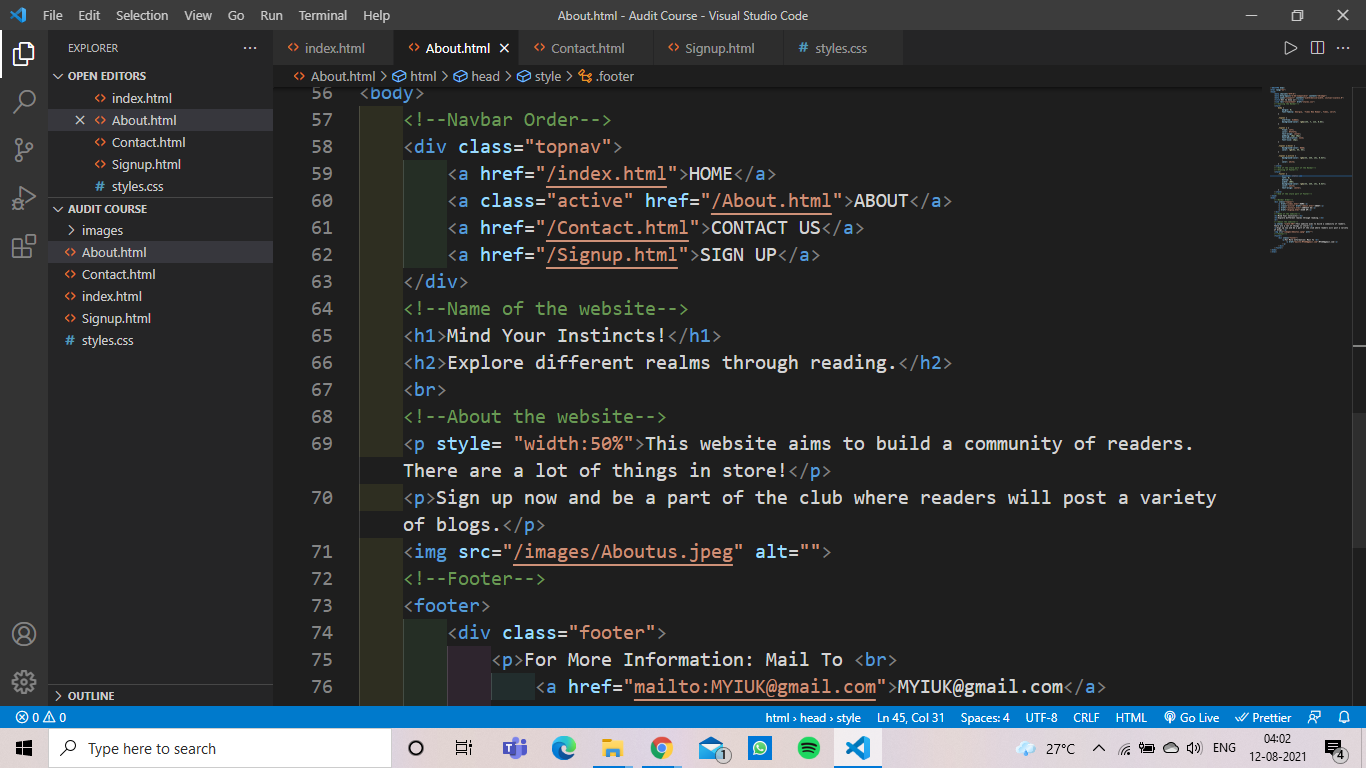 File Edit Selection View Go Run Terminal Help About.html - Audit Course - Visual Studio Code
EXPLORER
OPEN EDITORS
index.html
About.html
Contact.html
Signup.html
styles.css
AUDIT COURSE
images
About.html
Contact.html
index.html
Signup.html
styles.css
OUTLINE
index.html About.html Contact.html Signup.html styles.css
About.html > html > head > style > .footer
56 <body>
57 <!--Navbar Order-->
58 <div class="topnav">
59 <a href="/index.html">HOME</a>
60 <a class="active" href="/About.html">ABOUT</a>
61 <a href="/Contact.html">CONTACT US</a>
62 <a href="/Signup.html">SIGN UP</a>
63 </div>
64 <!--Name of the website-->
65 <h1>Mind Your Instincts!</h1>
66 <h2>Explore different realms through reading.</h2>
67 <br>
68 <!--About the website-->
69 <p style= "width:50%">This website aims to build a community of readers.
There are a lot of things in store!</p>
70 <p>Sign up now and be a part of the club where readers will post a variety
of blogs.</p>
71 <img src="/images/Aboutus.jpeg" alt="">
72 <!--Footer-->
73 <footer>
74 <div class="footer">
75 <p>For More Information: Mail To <br>
76 <a href="mailto:MYIUK@gmail.com">MYIUK@gmail.com</a>
0 0 html > head > style Ln 45, Col 31 Spaces: 4 UTF-8 CRLF HTML Go Live Prettier
Type here to search 1 27°C ENG 04:02
12-08-2021 4